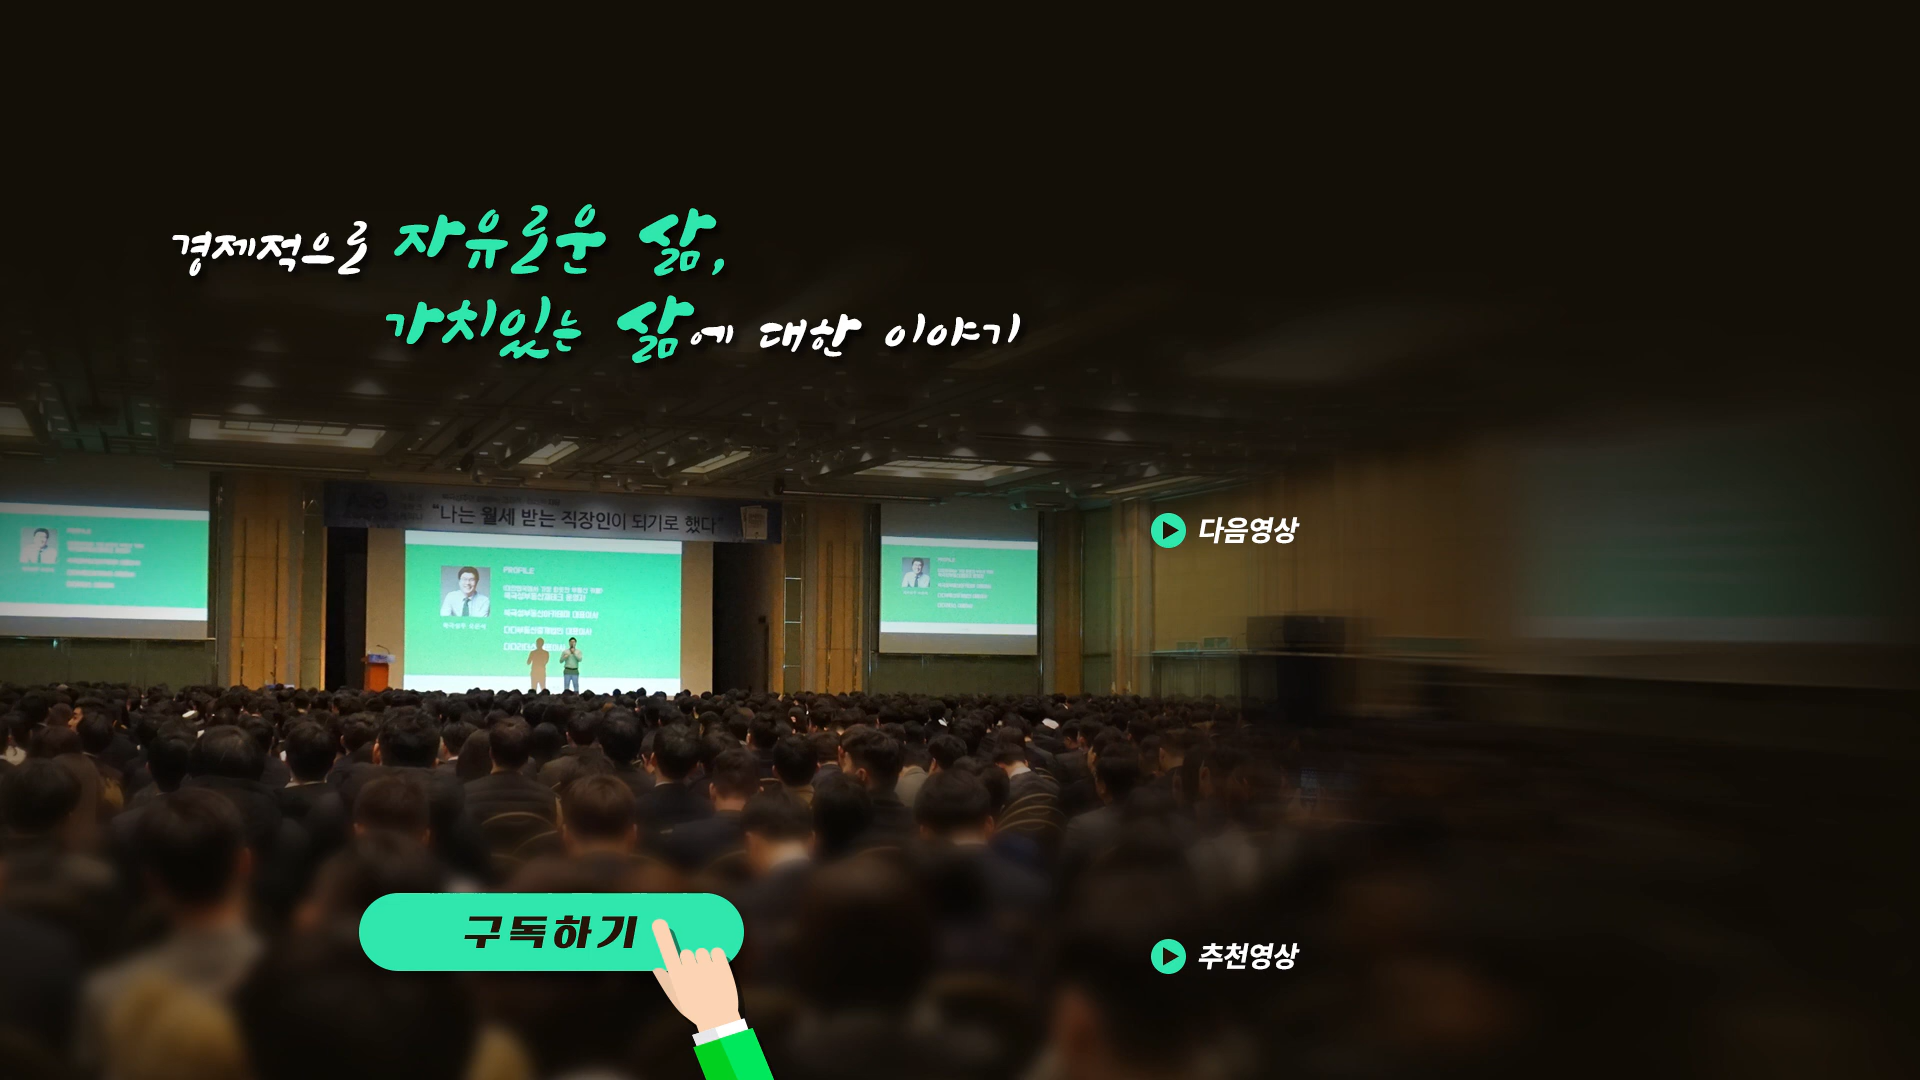 경제적으로 자유로운 삶,
가치있는 삶에 대한 이야기
"나는 월세 받는 직장인이 되기로 했다"
PROFILE
다음영상
구독하기
추천영상